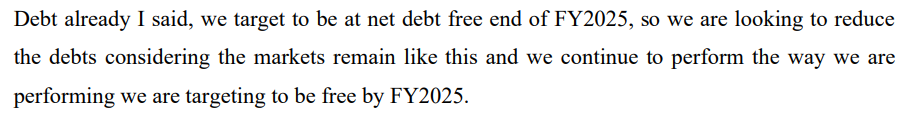 Debt already I said, we target to be at net debt free end of FY2025, so we are looking to reduce
the debts considering the markets remain like this and we continue to perform the way we are
performing we are targeting to be free by FY2025.